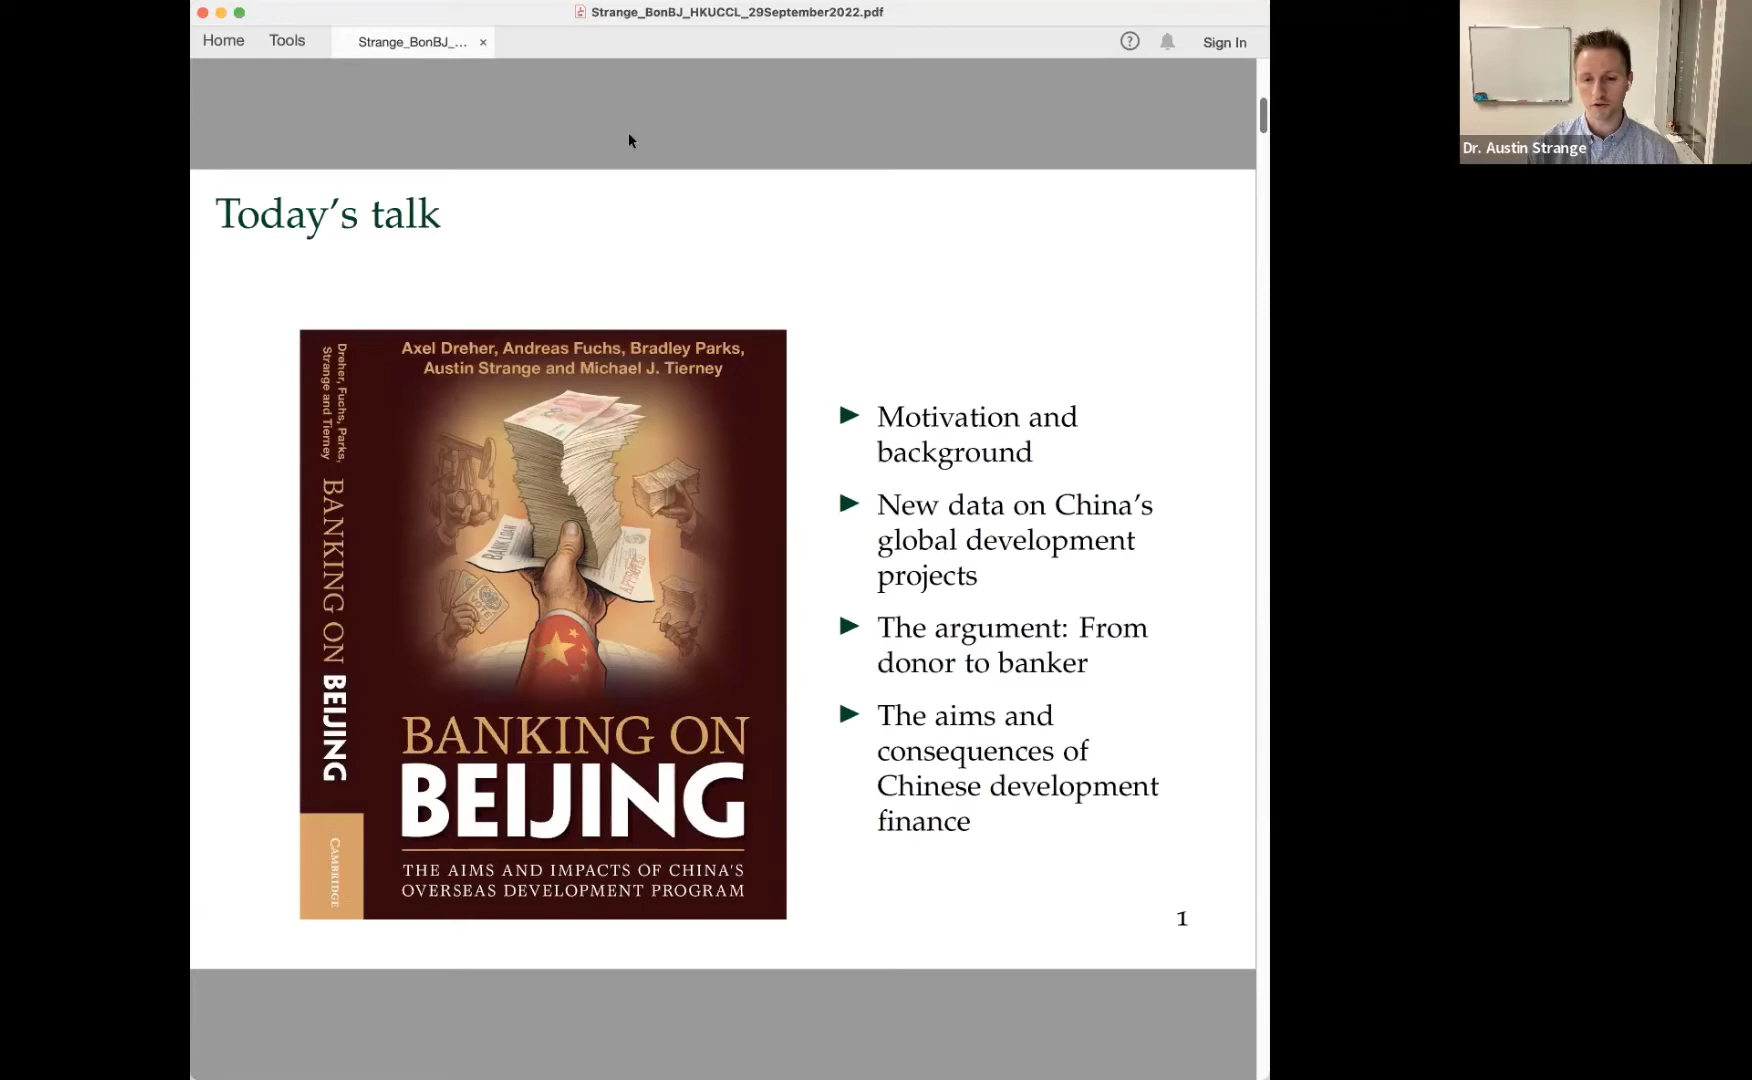 Strange_BonBJ_HKUCCL_29September2022.pdf
Home
Tools
Strange_BonBJ_... ×
?
Sign In
Dr. Austin Strange
Today's talk
Dreher, Fuchs, Parks,
Strange and Tierney
BANKING ON BEIJING
CAMBRIDGE
Axel Dreher, Andreas Fuchs, Bradley Parks,
Austin Strange and Michael J. Tierney
BANK LOAN
VOTE
BANKING ON
BEIJING
THE AIMS AND IMPACTS OF CHINA'S
OVERSEAS DEVELOPMENT PROGRAM
Motivation and
background
New data on China's
global development
projects
The argument: From
donor to banker
The aims and
consequences of
Chinese development
finance
1